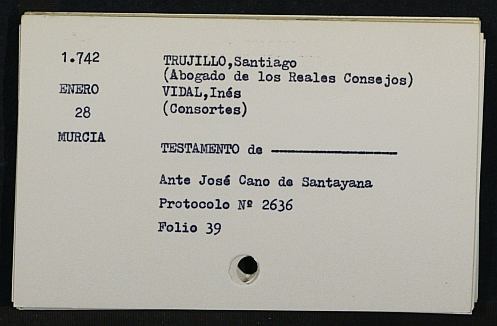 1.742
ENERO
28
MURCIA
TRUJILLO,Santiago
(Abogado de los Reales Consejos)
VIDAL,Inés
(Consortes)
TESTAMENTO de
Ante José Cano de Santayana
Protocolo Nº 2636
Folio 39